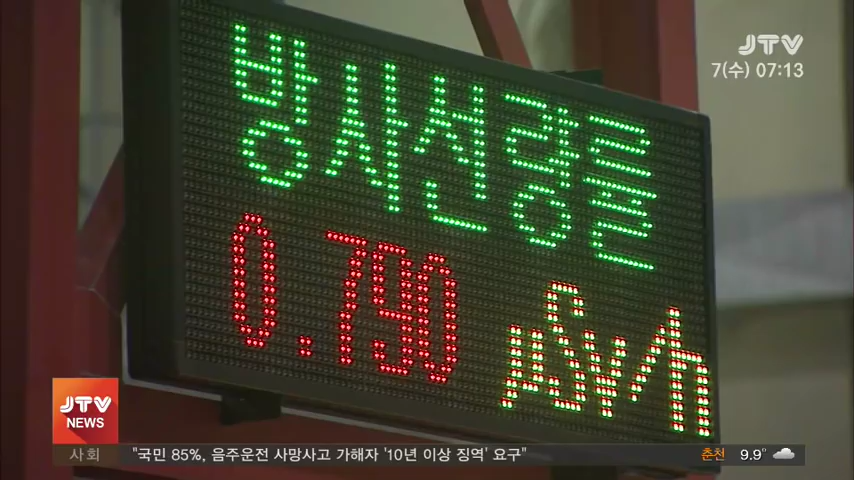 JTV
7(수) 07:13
방사선량률
0.790 μSv/h
JTV
NEWS
사회 "국민 85%, 음주운전 사망사고 가해자 '10년 이상 징역' 요구" 춘천 9.9°